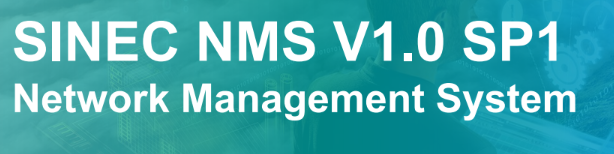 SINEC NMS V1.0 SP1
Network Management System